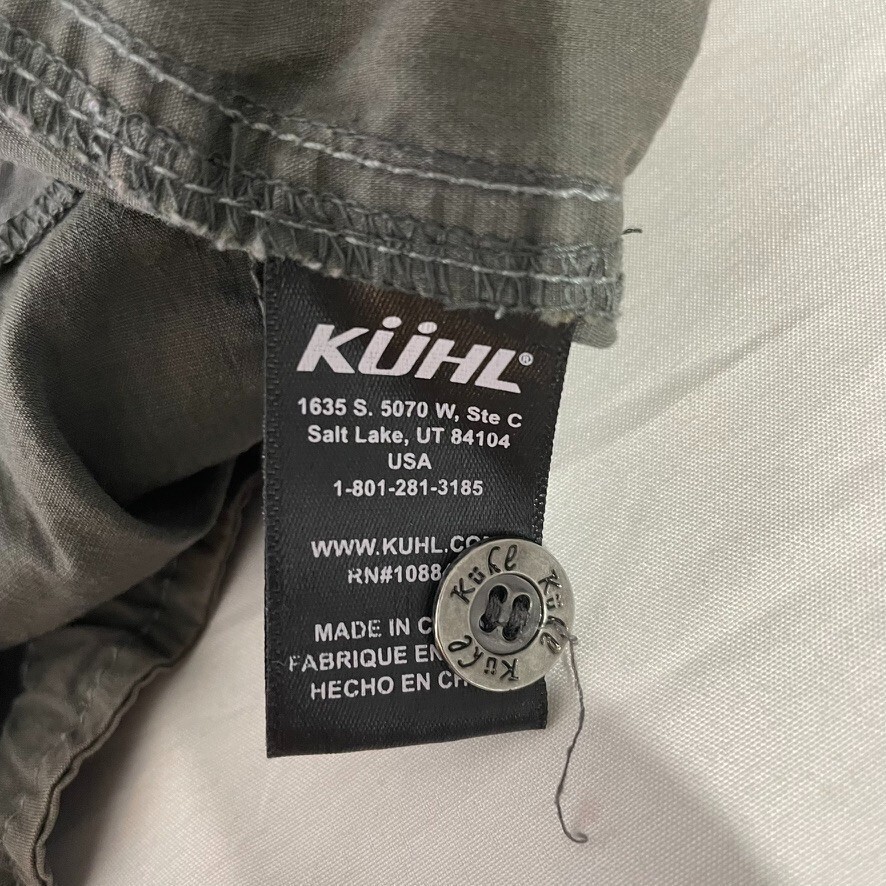 KÜHL®
1635 S. 5070 W, Ste C
Salt Lake, UT 84104
USA
1-801-281-3185
WWW.KUHL.CO
RN#1088
MADE IN C
FABRIQUE EN
HECHO EN CH
Kühl Kühl Kühl Kühl